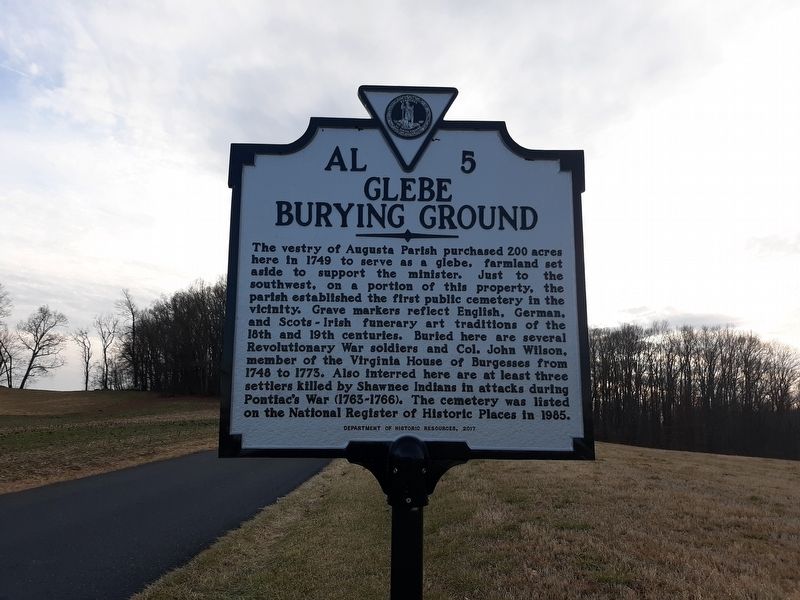 AL 5
GLEBE
BURYING GROUND
The vestry of Augusta Parish purchased 200 acres
here in 1749 to serve as a glebe, farmland set
aside to support the minister. Just to the
southwest, on a portion of this property, the
parish established the first public cemetery in the
vicinity. Grave markers reflect English, German,
and Scots-Irish funerary art traditions of the
18th and 19th centuries. Buried here are several
Revolutionary War soldiers and Col. John Wilson,
member of the Virginia House of Burgesses from
1748 to 1773. Also interred here are at least three
settlers killed by Shawnee Indians in attacks during
Pontiac's War (1763-1766). The cemetery was listed
on the National Register of Historic Places in 1985.
DEPARTMENT OF HISTORIC RESOURCES, 2017